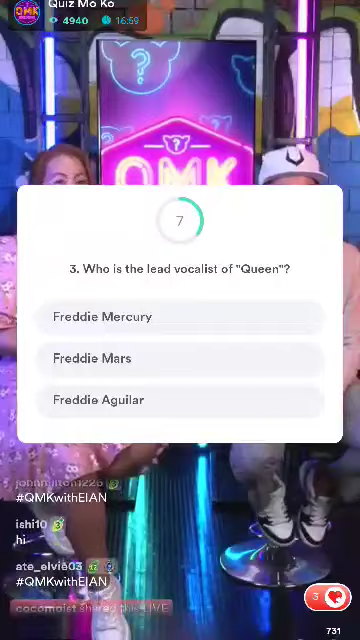 Quiz Mo Ko
QMK
4940
16:59
?
?
QMK
7
3. Who is the lead vocalist of "Queen"?
Freddie Mercury
Freddie Mars
Freddie Aguilar
#QMKwithEIAN
ishi10
hi
ate_elvie03
#QMKwithEIAN
cocomoist shared this LIVE
3
731